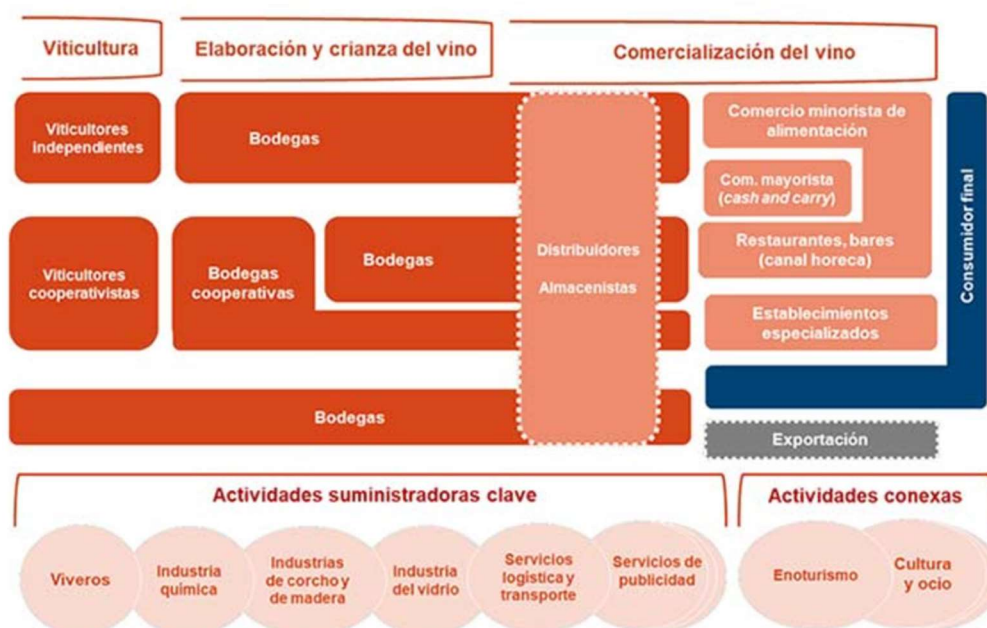 Viticultura
Elaboración y crianza del vino
Comercialización del vino
Viticultores
independientes
Bodegas
Comercio minorista de
alimentación
Com. mayorista
(cash and carry)
Restaurantes, bares
(canal horeca)
Establecimientos
especializados
Consumidor final
Viticultores
cooperativistas
Bodegas
cooperativas
Bodegas
Distribuidores
Almacenistas
Bodegas
Exportación
Actividades suministradoras clave
Actividades conexas
Viveros
Industria
química
Industrias
de corcho y
de madera
Industria
del vidrio
Servicios
logística y
transporte
Servicios de
publicidad
Enoturismo
Cultura
y ocio